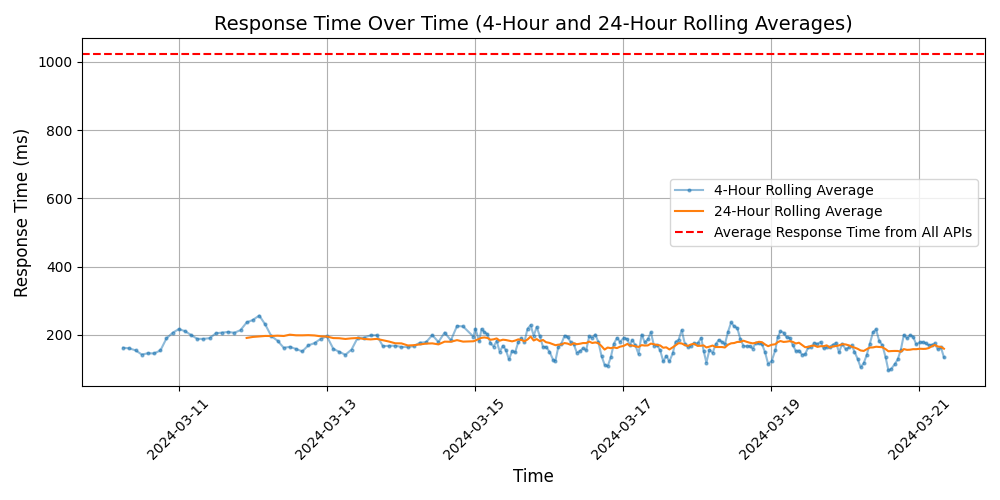 Response Time Over Time (4-Hour and 24-Hour Rolling Averages)
Response Time (ms)
1000
800
600
400
200
4-Hour Rolling Average
24-Hour Rolling Average
Average Response Time from All APIs
2024-03-11
2024-03-13
2024-03-15
2024-03-17
2024-03-19
2024-03-21
Time